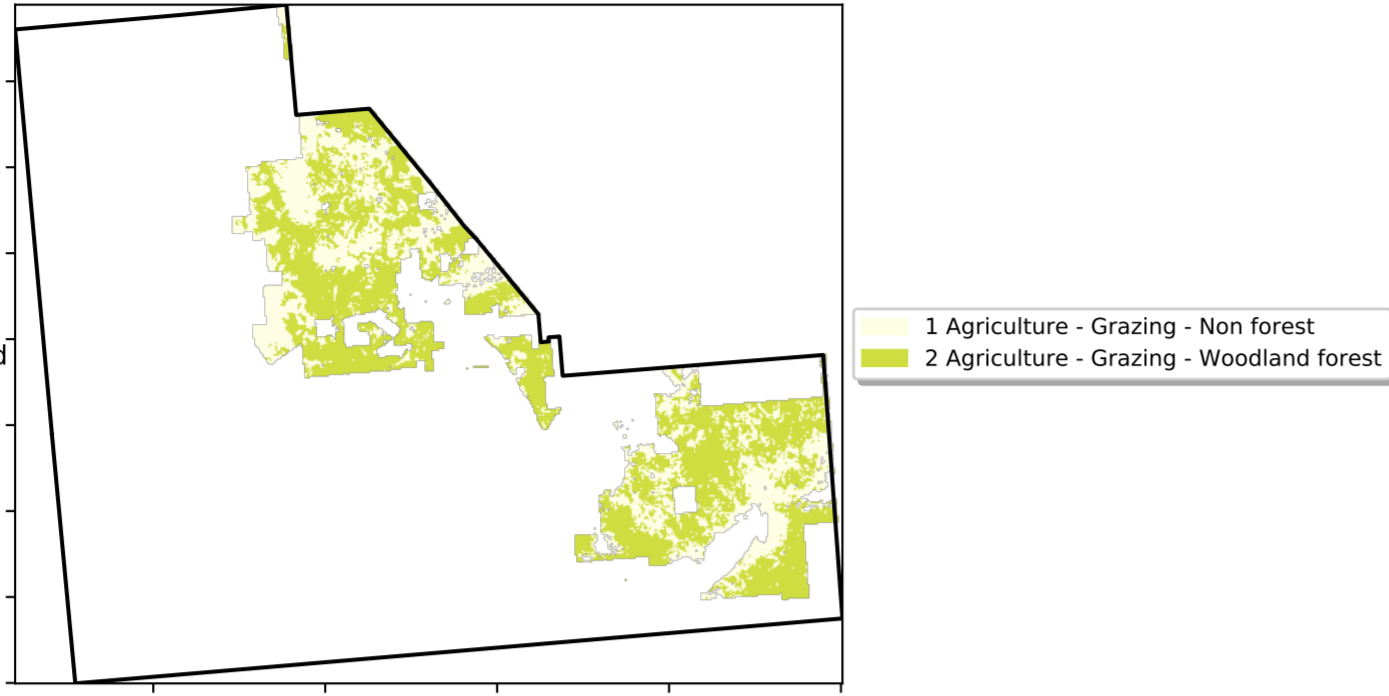 1 Agriculture - Grazing - Non forest
2 Agriculture - Grazing - Woodland forest
d